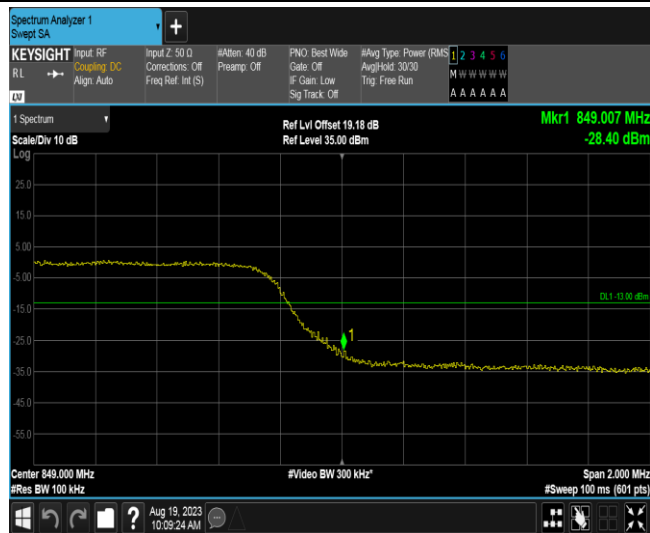 Spectrum Analyzer 1
Swept SA
+
KEYSIGHT
RL
Input: RF
Coupling: DC
Align: Auto
Input Z: 50 Ω
Corrections: Off
Freq Ref: Int (S)
#Atten: 40 dB
Preamp: Off
PNO: Best Wide
Gate: Off
IF Gain: Low
Sig Track: Off
#Avg Type: Power (RMS
Avg|Hold: 30/30
Trig: Free Run
1 2 3 4 5 6
M W W W W W
A A A A A A
LXI
1 Spectrum
Scale/Div 10 dB
Log
Ref Lvl Offset 19.18 dB
Ref Level 35.00 dBm
Mkr1 849.007 MHz
-28.40 dBm
25.0
15.0
5.00
-5.00
-15.0
-25.0
-35.0
-45.0
-55.0
DL1 -13.00 dBm
1
Center 849.000 MHz
#Res BW 100 kHz
#Video BW 300 kHz*
Span 2.000 MHz
#Sweep 100 ms (601 pts)
?
Aug 19, 2023
10:09:24 AM